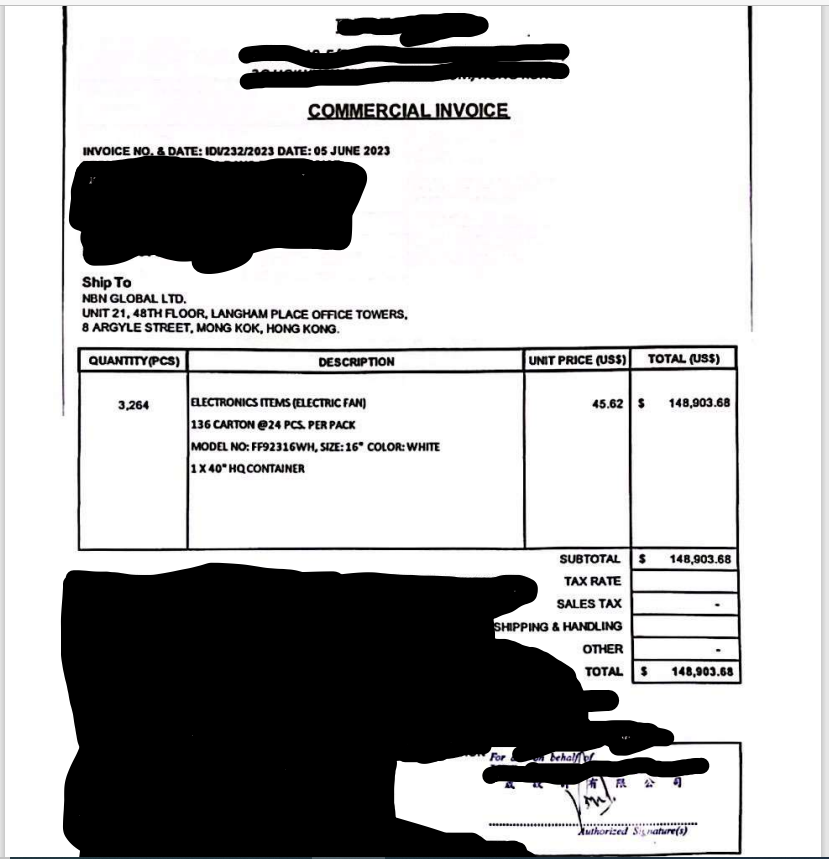 COMMERCIAL INVOICE
INVOICE NO. & DATE: IDI/232/2023 DATE: 05 JUNE 2023
Ship To
NBN GLOBAL LTD.
UNIT 21, 48TH FLOOR, LANGHAM PLACE OFFICE TOWERS,
8 ARGYLE STREET, MONG KOK, HONG KONG.
QUANTITY(PCS) DESCRIPTION UNIT PRICE (US$) TOTAL (US$)
3,264 ELECTRONICS ITEMS (ELECTRIC FAN) 45.62 $ 148,903.68
136 CARTON @24 PCS. PER PACK
MODEL NO: FF92316WH, SIZE: 16" COLOR: WHITE
1 X 40" HQ CONTAINER
SUBTOTAL $ 148,903.68
TAX RATE
SALES TAX -
SHIPPING & HANDLING
OTHER -
TOTAL $ 148,903.68
For behalf of
有 限 公 司
Authorized Signature(s)